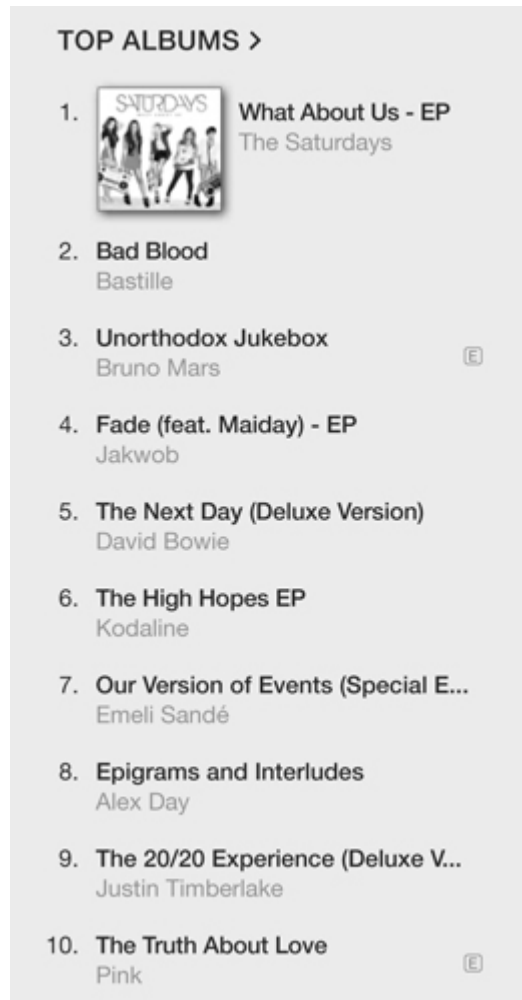 TOP ALBUMS >
1.
SATURDAYS
What About Us - EP
The Saturdays
2. Bad Blood
Bastille
3. Unorthodox Jukebox
Bruno Mars
E
4. Fade (feat. Maiday) - EP
Jakwob
5. The Next Day (Deluxe Version)
David Bowie
6. The High Hopes EP
Kodaline
7. Our Version of Events (Special E...
Emeli Sandé
8. Epigrams and Interludes
Alex Day
9. The 20/20 Experience (Deluxe V...
Justin Timberlake
10. The Truth About Love
Pink
E